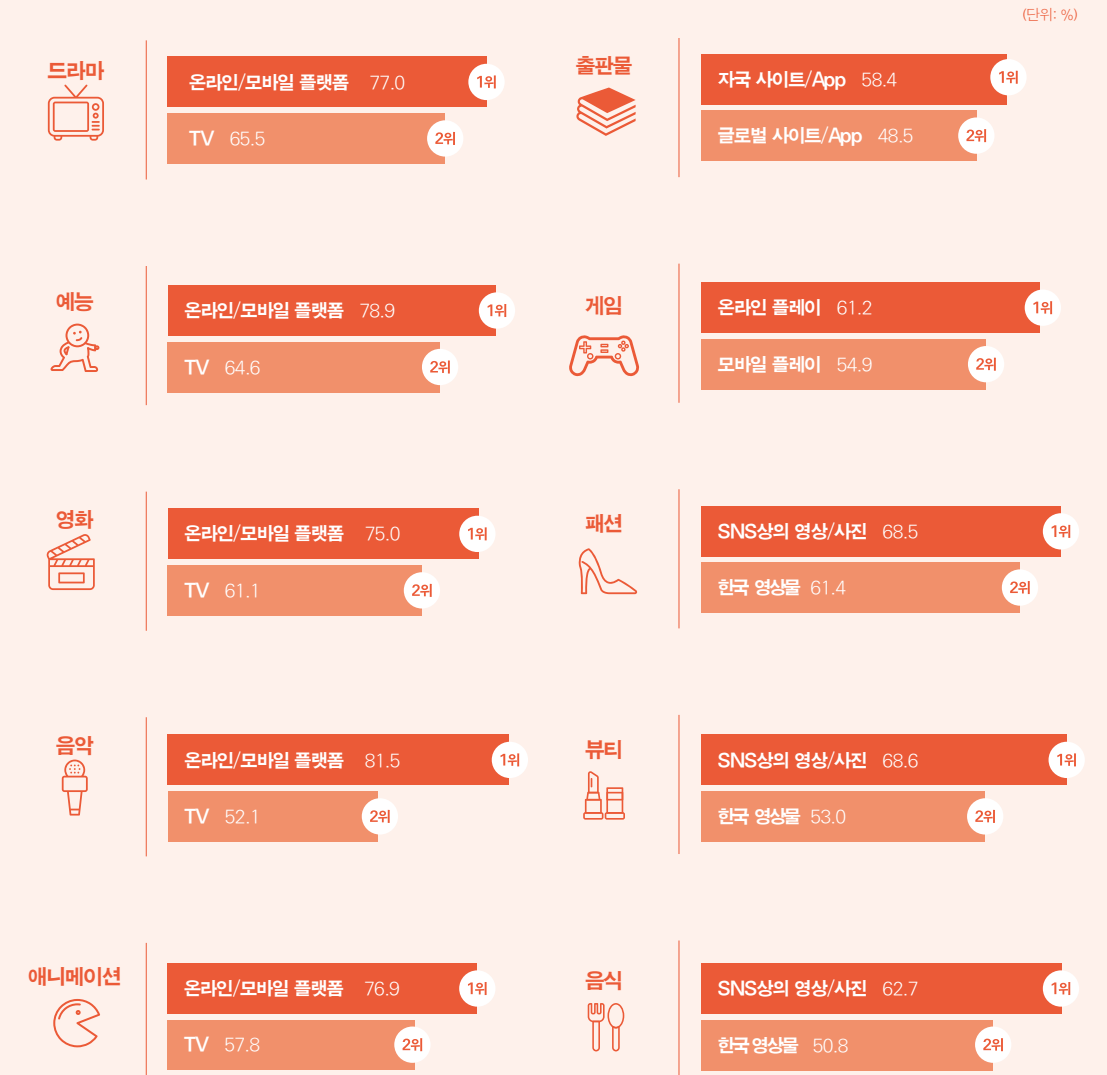 (단위: %)
드라마
온라인/모바일 플랫폼 77.0 1위
TV 65.5 2위
출판물
자국 사이트/App 58.4 1위
글로벌 사이트/App 48.5 2위
예능
온라인/모바일 플랫폼 78.9 1위
TV 64.6 2위
게임
온라인 플레이 61.2 1위
모바일 플레이 54.9 2위
영화
온라인/모바일 플랫폼 75.0 1위
TV 61.1 2위
패션
SNS상의 영상/사진 68.5 1위
한국 영상물 61.4 2위
음악
온라인/모바일 플랫폼 81.5 1위
TV 52.1 2위
뷰티
SNS상의 영상/사진 68.6 1위
한국 영상물 53.0 2위
애니메이션
온라인/모바일 플랫폼 76.9 1위
TV 57.8 2위
음식
SNS상의 영상/사진 62.7 1위
한국 영상물 50.8 2위